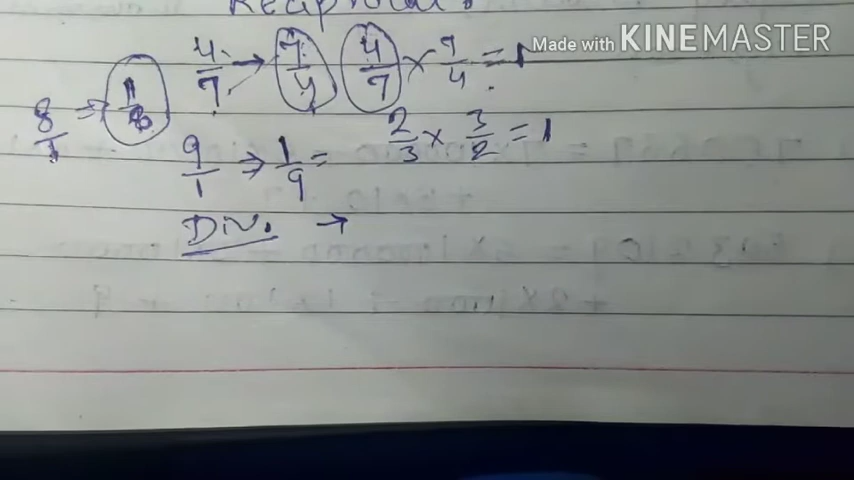 Reciprocal.
4/7 → 7/4 4/7 × 7/4 = 1
8/1 ⇒ 1/8
2/3 × 3/2 = 1
9/1 ⇒ 1/9 =
Div. →
Made with KINEMASTER